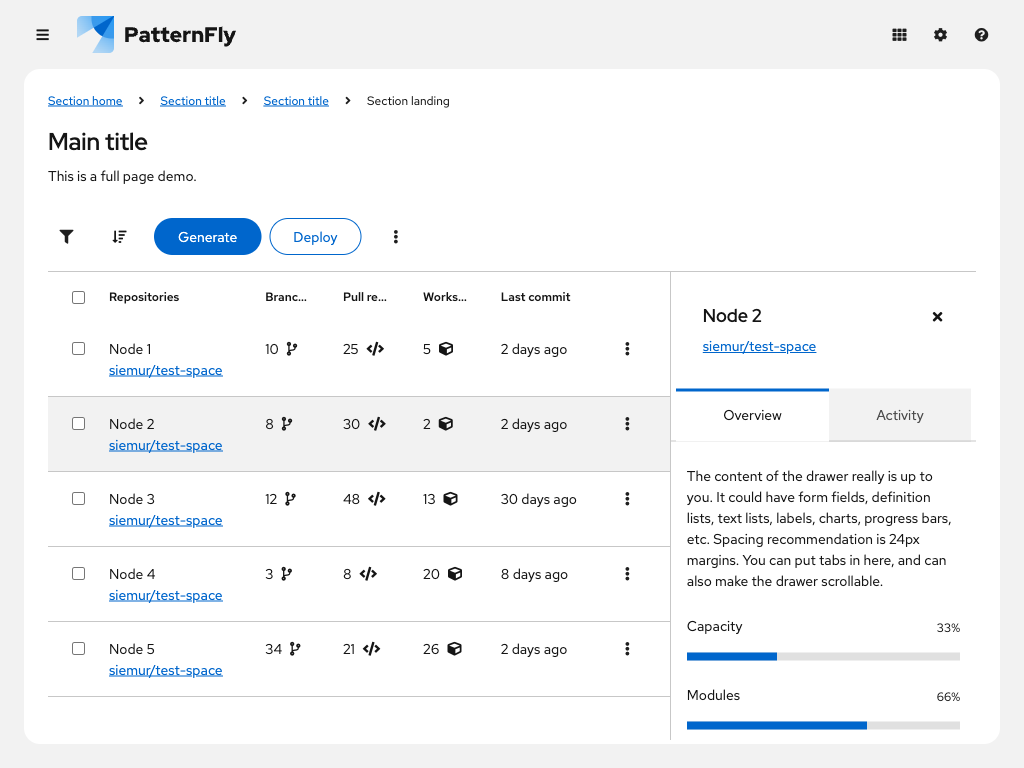 PatternFly
Section home Section title Section title Section landing
Main title
This is a full page demo.
Generate Deploy
Repositories Branc... Pull re... Works... Last commit
Node 1 10 25 5 2 days ago
siemur/test-space
Node 2 8 30 2 2 days ago
siemur/test-space
Node 3 12 48 13 30 days ago
siemur/test-space
Node 4 3 8 20 8 days ago
siemur/test-space
Node 5 34 21 26 2 days ago
siemur/test-space
Node 2
siemur/test-space
Overview Activity
The content of the drawer really is up to
you. It could have form fields, definition
lists, text lists, labels, charts, progress bars,
etc. Spacing recommendation is 24px
margins. You can put tabs in here, and can
also make the drawer scrollable.
Capacity 33%
Modules 66%